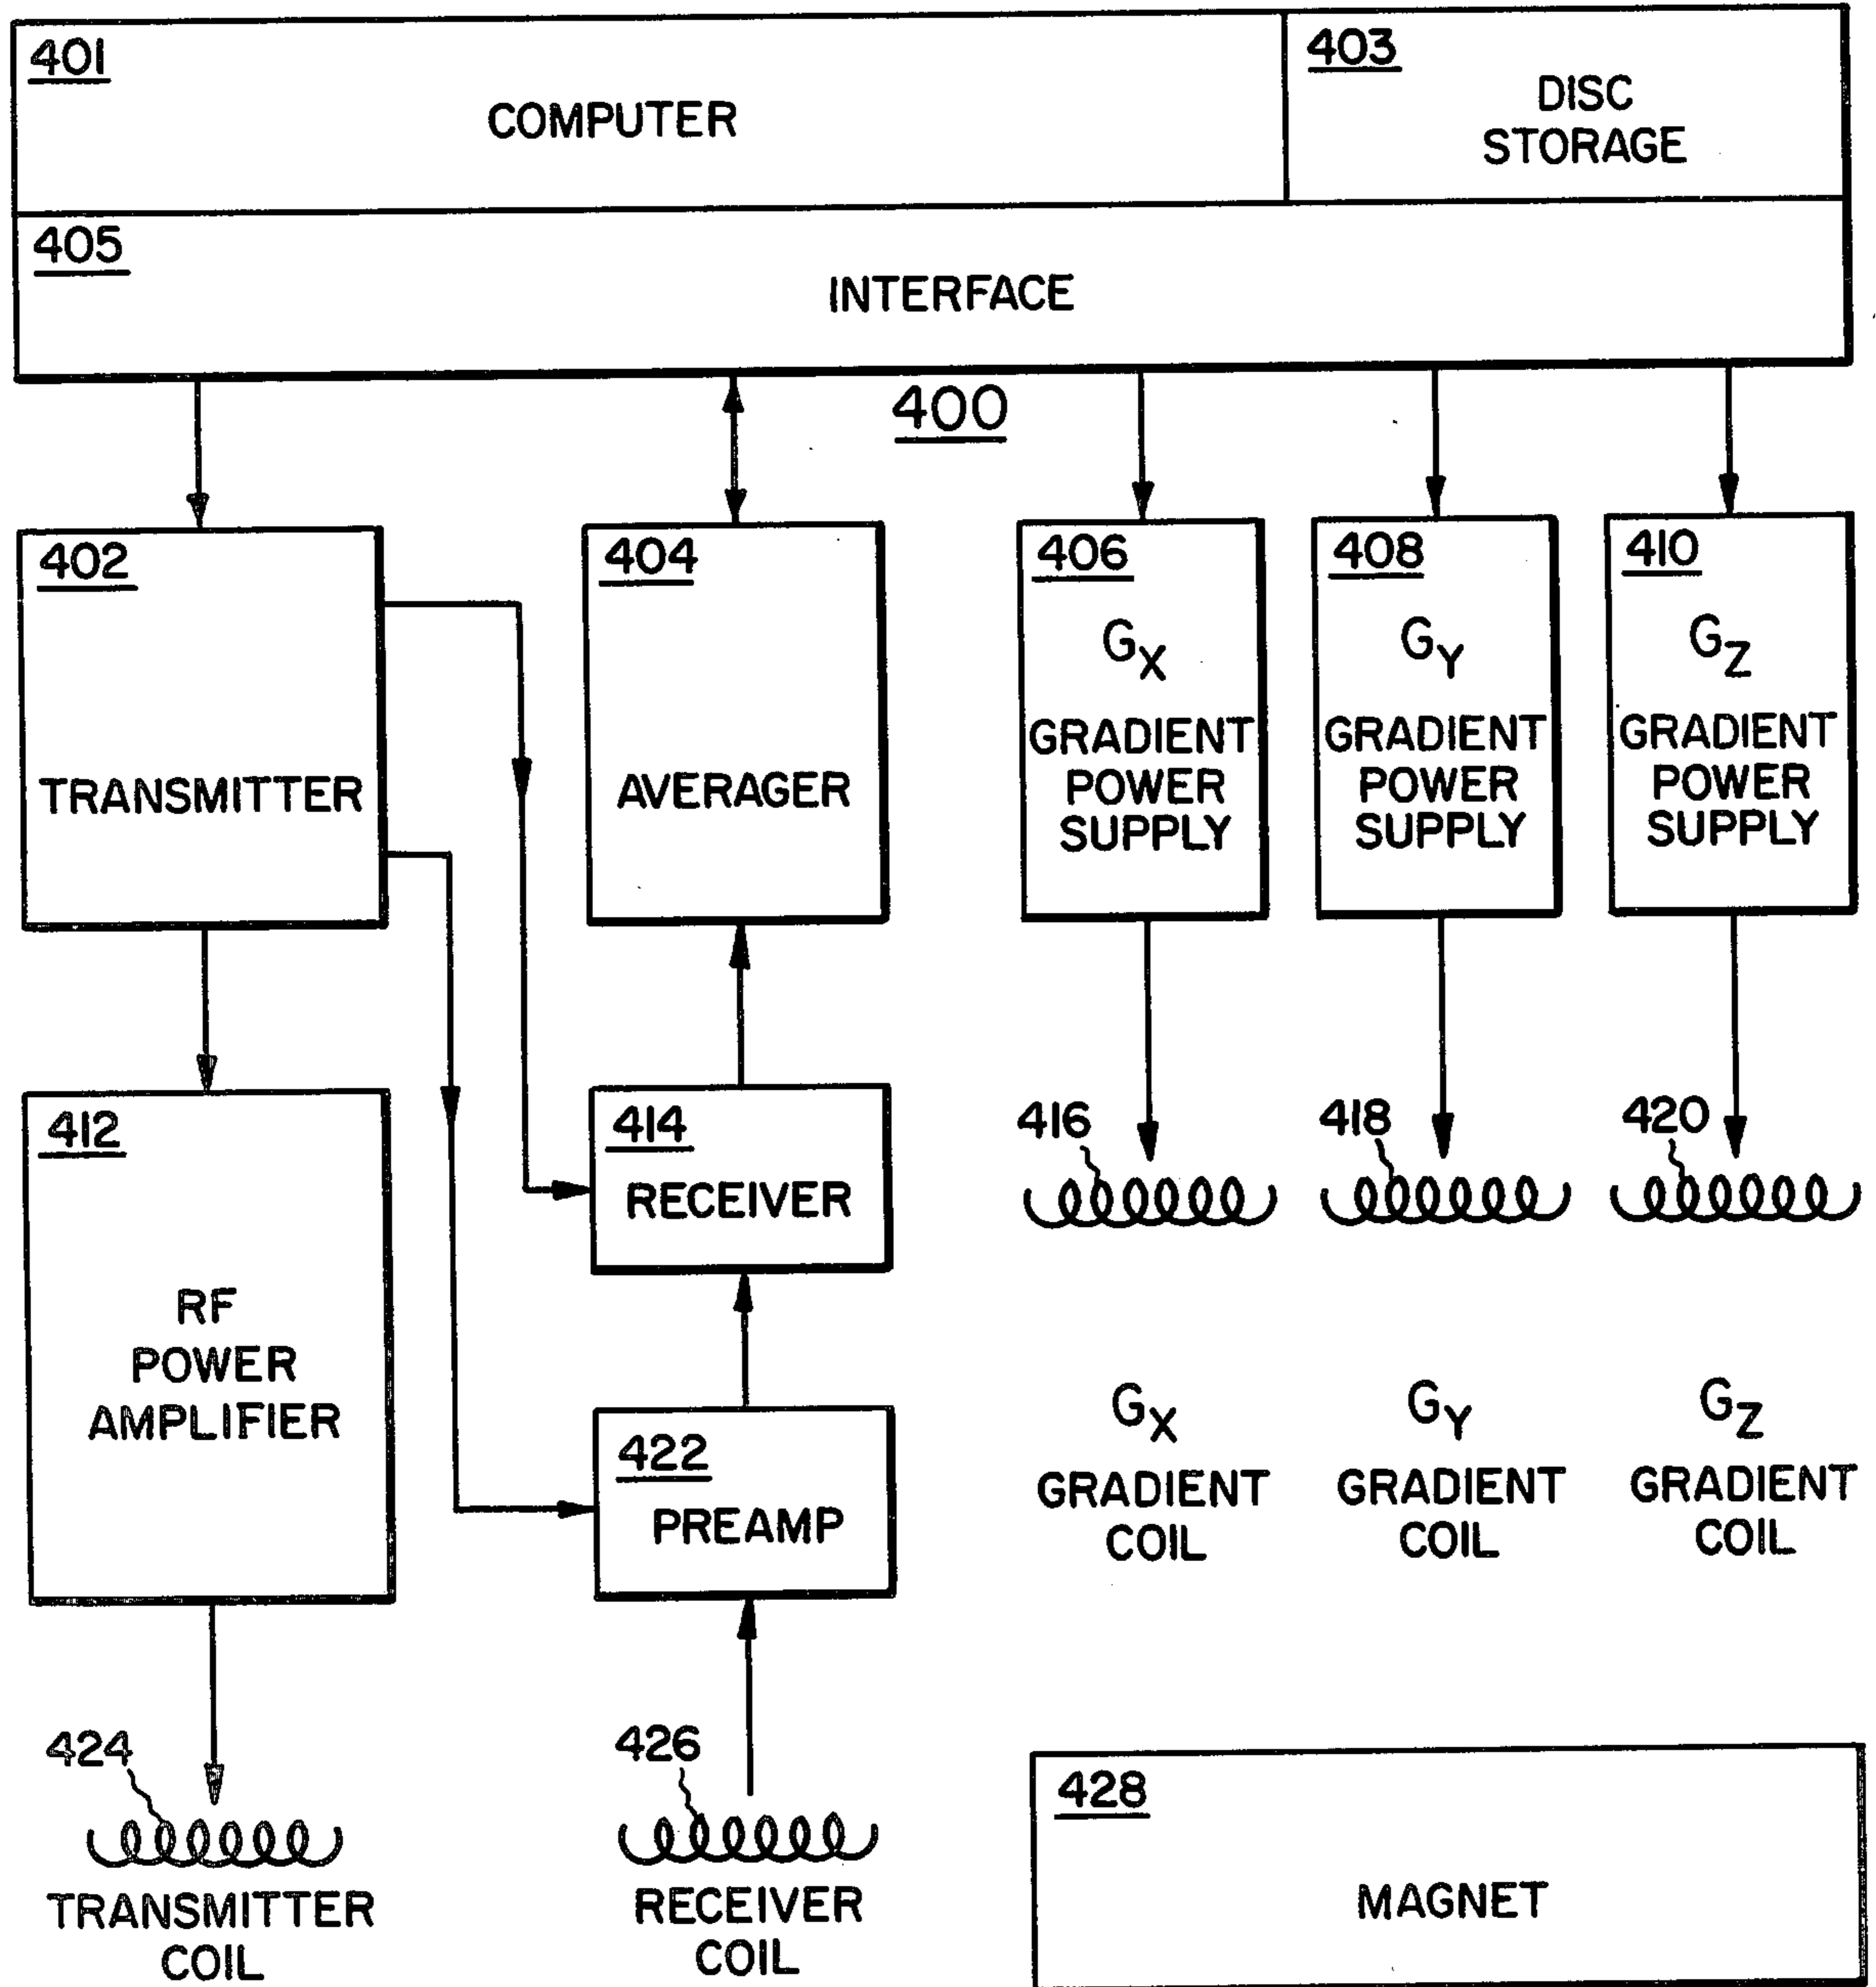 401
COMPUTER
403
DISC
STORAGE
405
INTERFACE
400
402
TRANSMITTER
404
AVERAGER
406
GX
GRADIENT
POWER
SUPPLY
408
GY
GRADIENT
POWER
SUPPLY
410
GZ
GRADIENT
POWER
SUPPLY
412
RF
POWER
AMPLIFIER
414
RECEIVER
416
418
420
422
PREAMP
GX
GRADIENT
COIL
GY
GRADIENT
COIL
GZ
GRADIENT
COIL
424
TRANSMITTER
COIL
426
RECEIVER
COIL
428
MAGNET